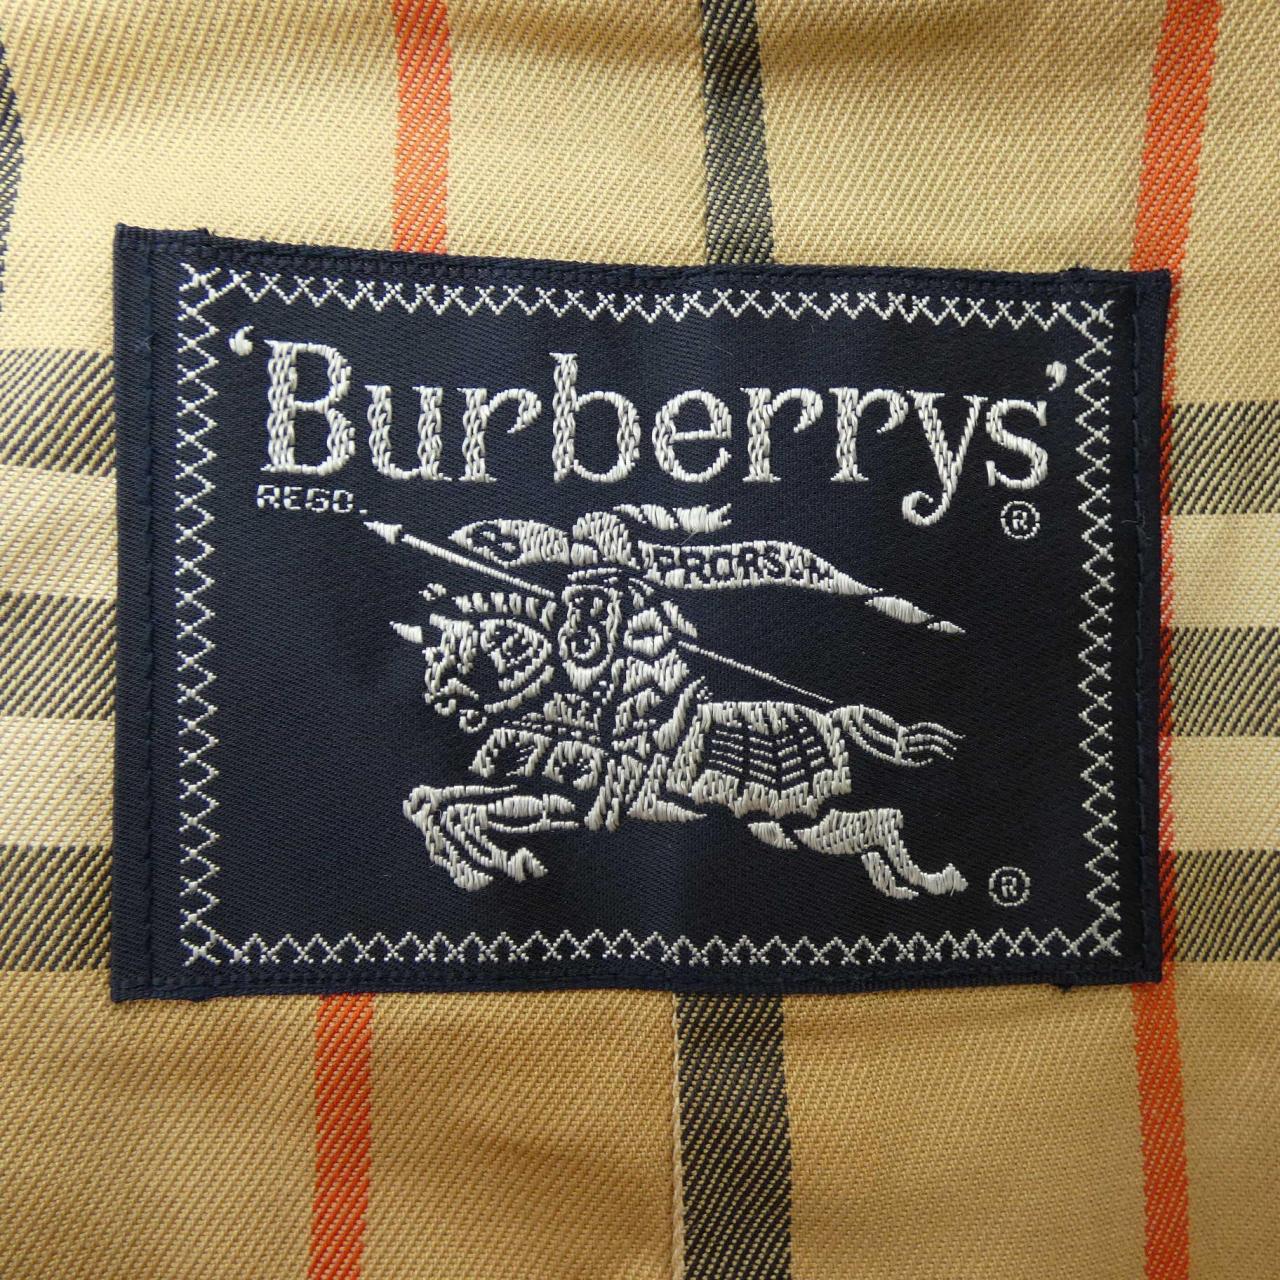 'Burberrys'
REGD. ®
B PRORSUM
®